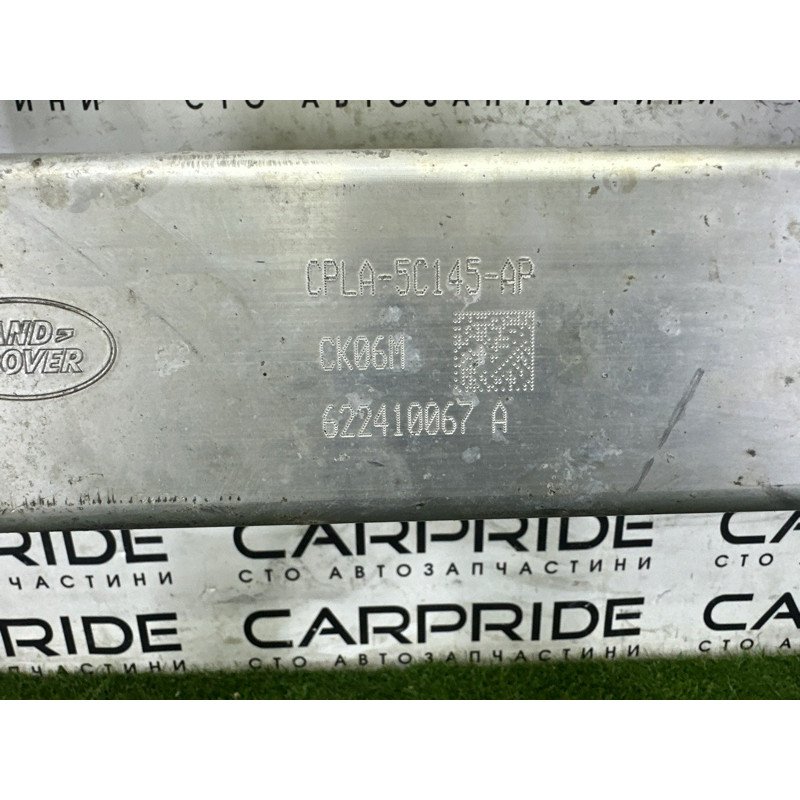 СТО АВТОЗАПЧАСТИНИ
CPLA-5C145-AP
LAND-
ROVER
CK06M
622410067 A
CARPRIDE
СТО АВТОЗАПЧАСТИНИ
CARPRIDE
СТО АВТОЗАПЧАСТИНИ